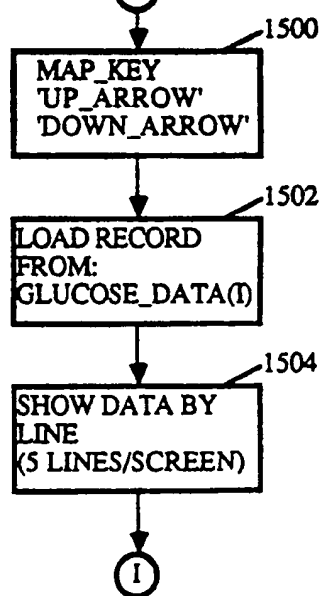 1500
MAP_KEY
'UP_ARROW'
'DOWN_ARROW'
1502
LOAD RECORD
FROM:
GLUCOSE_DATA(I)
1504
SHOW DATA BY
LINE
(5 LINES/SCREEN)
I